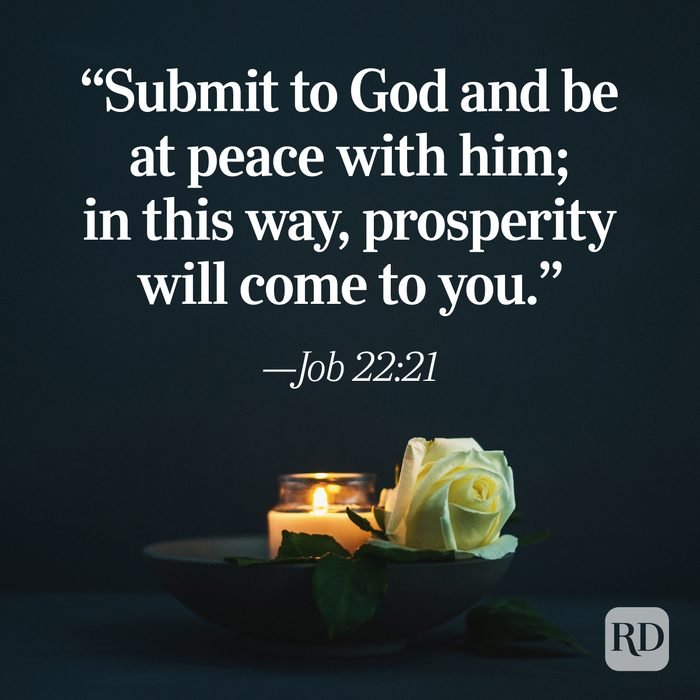 “Submit to God and be
at peace with him;
in this way, prosperity
will come to you.”
—Job 22:21
RD